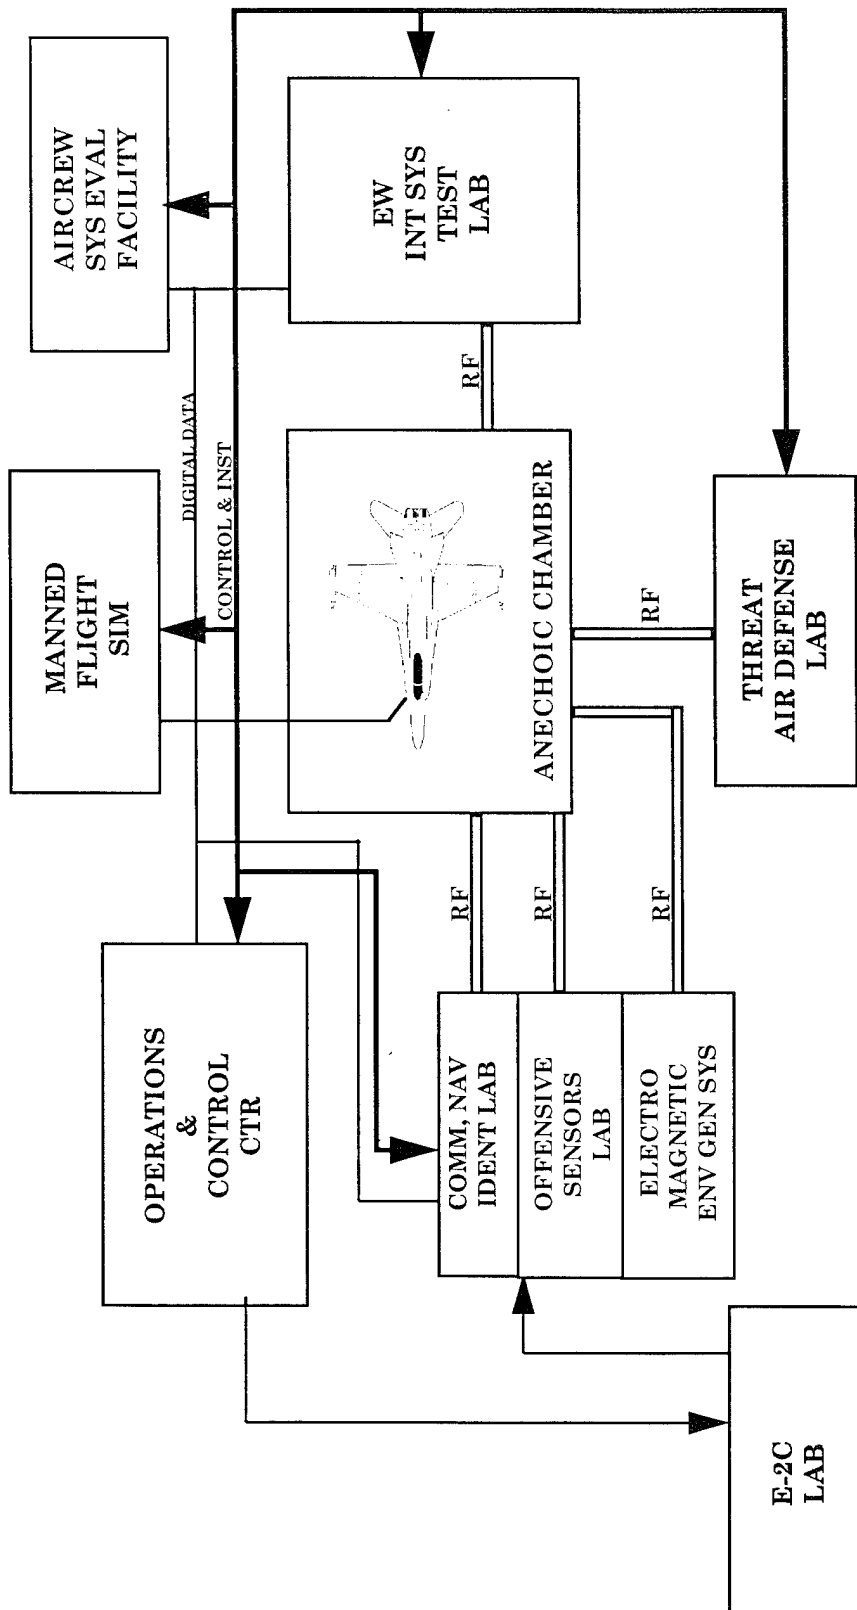 OPERATIONS
&
CONTROL
CTR
MANNED
FLIGHT
SIM
AIRCREW
SYS EVAL
FACILITY
DIGITAL DATA
CONTROL & INST
EW
INT SYS
TEST
LAB
RF
ANECHOIC CHAMBER
RF
RF
RF
RF
COMM, NAV
IDENT LAB
OFFENSIVE
SENSORS
LAB
ELECTRO
MAGNETIC
ENV GEN SYS
THREAT
AIR DEFENSE
LAB
E-2C
LAB